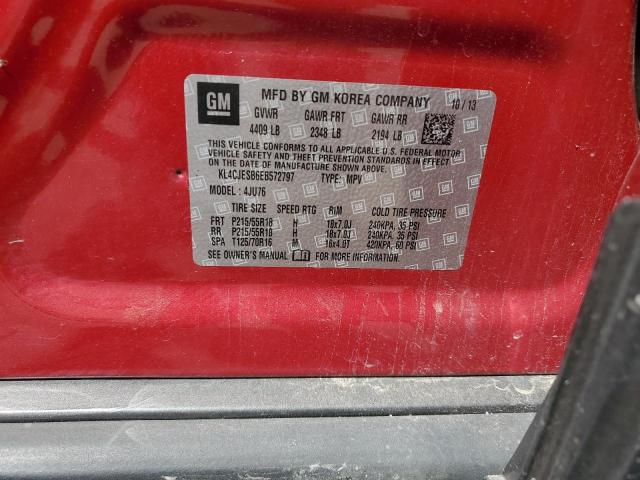 GM MFD BY GM KOREA COMPANY 10/13
GVWR GAWR FRT GAWR RR
4409 LB 2348 LB 2194 LB
THIS VEHICLE CONFORMS TO ALL APPLICABLE U.S. FEDERAL MOTOR
VEHICLE SAFETY AND THEFT PREVENTION STANDARDS IN EFFECT
ON THE DATE OF MANUFACTURE SHOWN ABOVE.
KL4CJESB6EB572797 TYPE: MPV
MODEL: 4JU76
TIRE SIZE SPEED RTG RIM COLD TIRE PRESSURE
FRT P215/55R18 H 18x7.0J 240KPA, 35 PSI
RR P215/55R18 H 18x7.0J 240KPA, 35 PSI
SPA T125/70R16 M 16x4.0T 420KPA, 60 PSI
SEE OWNER'S MANUAL FOR MORE INFORMATION.